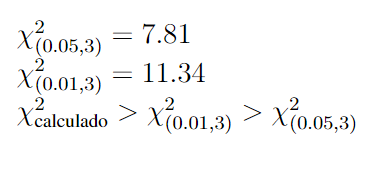 χ²(0.05,3) = 7.81
χ²(0.01,3) = 11.34
χ²calculado > χ²(0.01,3) > χ²(0.05,3)